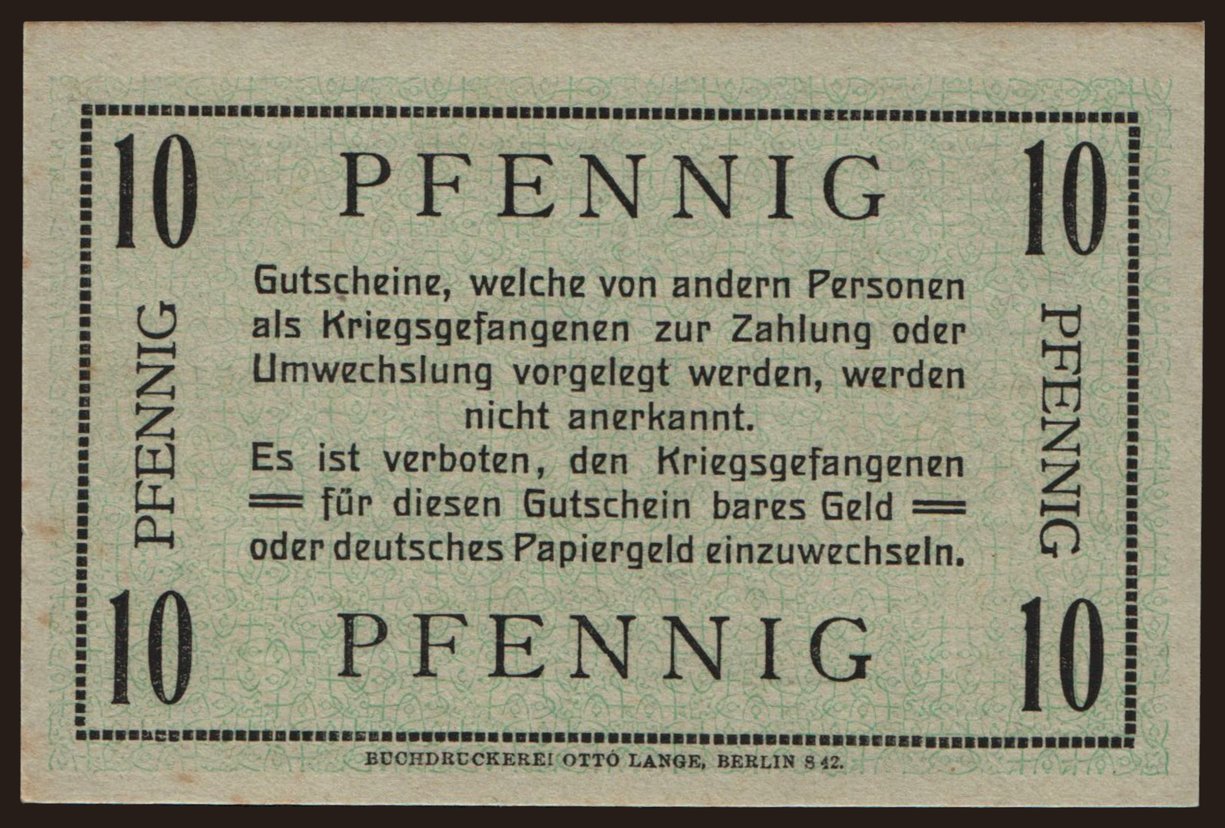 10 PFENNIG 10
Gutscheine, welche von andern Personen
als Kriegsgefangenen zur Zahlung oder
Umwechslung vorgelegt werden, werden
nicht anerkannt.
Es ist verboten, den Kriegsgefangenen
für diesen Gutschein bares Geld
oder deutsches Papiergeld einzuwechseln.
PFENNIG
PFENNIG
10 PFENNIG 10
BUCHDRUCKEREI OTTO LANGE, BERLIN S 42.